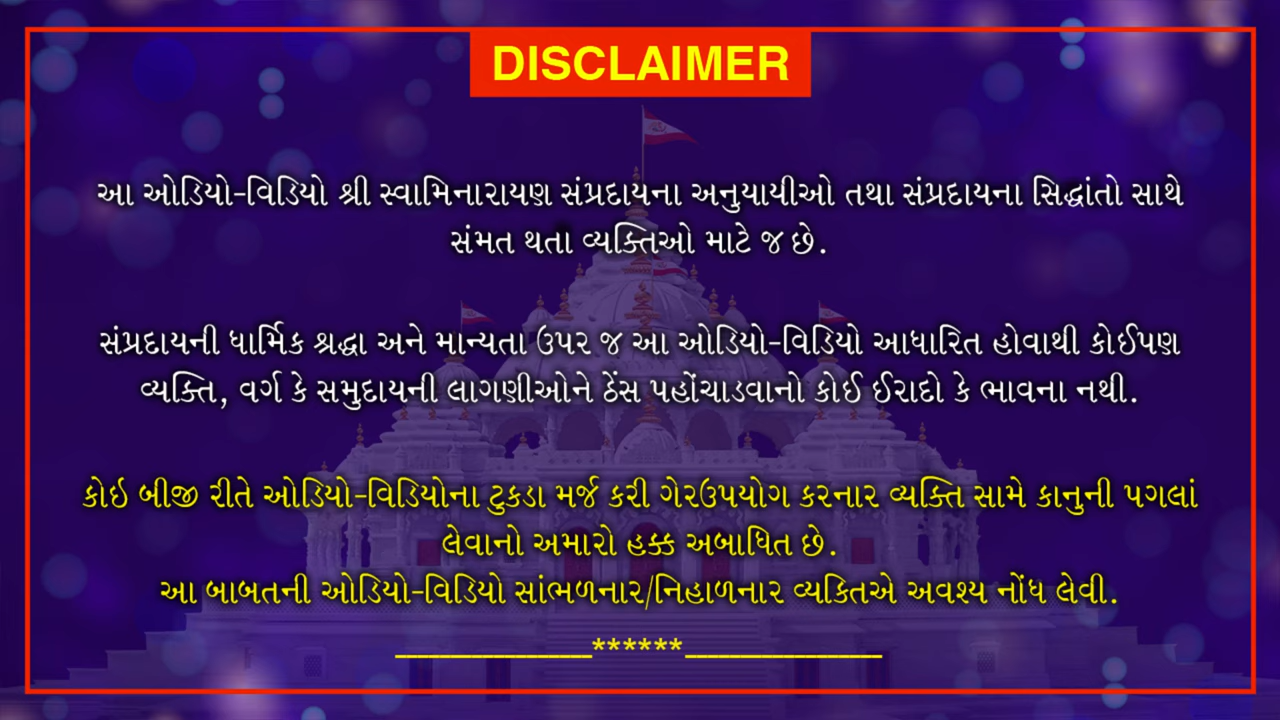 DISCLAIMER
આ ઓડિયો-વિડિયો શ્રી સ્વામિનારાયણ સંપ્રદાયના અનુયાયીઓ તથા સંપ્રદાયના સિદ્ધાંતો સાથે
સંમત થતા વ્યક્તિઓ માટે જ છે.
સંપ્રદાયની ધાર્મિક શ્રદ્ધા અને માન્યતા ઉપર જ આ ઓડિયો-વિડિયો આધારિત હોવાથી કોઈપણ
વ્યક્તિ, વર્ગ કે સમુદાયની લાગણીઓને ઠેંસ પહોંચાડવાનો કોઈ ઈરાદો કે ભાવના નથી.
કોઇ બીજી રીતે ઓડિયો-વિડિયોના ટુકડા મર્જ કરી ગેરઉપયોગ કરનાર વ્યક્તિ સામે કાનુની પગલાં
લેવાનો અમારો હક્ક અબાધિત છે.
આ બાબતની ઓડિયો-વિડિયો સાંભળનાર/નિહાળનાર વ્યકિતએ અવશ્ય નોંધ લેવી.
________________******________________